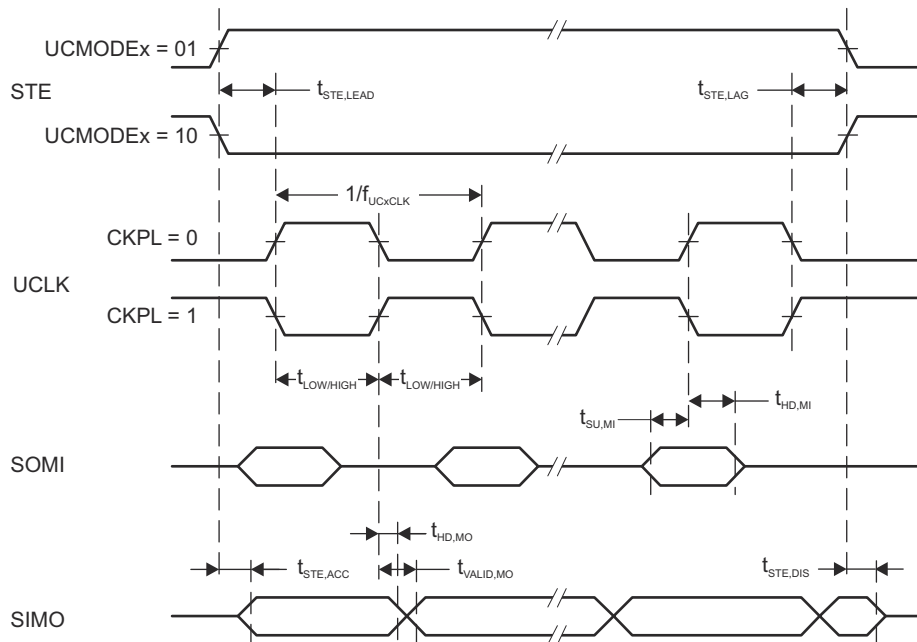 UCMODEx = 01
STE
t_STE,LEAD
t_STE,LAG
UCMODEx = 10
1/f_UCxCLK
CKPL = 0
UCLK
CKPL = 1
t_LOW/HIGH
t_LOW/HIGH
t_HD,MI
t_SU,MI
SOMI
t_HD,MO
t_STE,ACC
t_VALID,MO
t_STE,DIS
SIMO